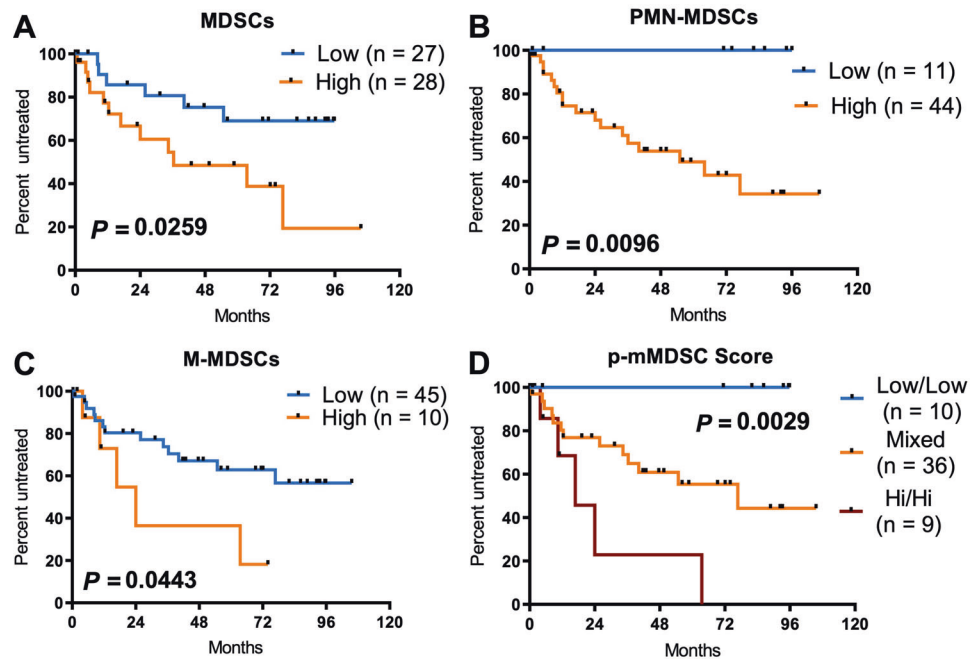 A
MDSCs
Low (n = 27)
High (n = 28)
Percent untreated
100
80
60
40
20
0
P = 0.0259
0 24 48 72 96 120
Months
B
PMN-MDSCs
Low (n = 11)
High (n = 44)
Percent untreated
100
80
60
40
20
0
P = 0.0096
0 24 48 72 96 120
Months
C
M-MDSCs
Low (n = 45)
High (n = 10)
Percent untreated
100
80
60
40
20
0
P = 0.0443
0 24 48 72 96 120
Months
D
p-mMDSC Score
Low/Low
(n = 10)
Mixed
(n = 36)
Hi/Hi
(n = 9)
Percent untreated
100
80
60
40
20
0
P = 0.0029
0 24 48 72 96 120
Months